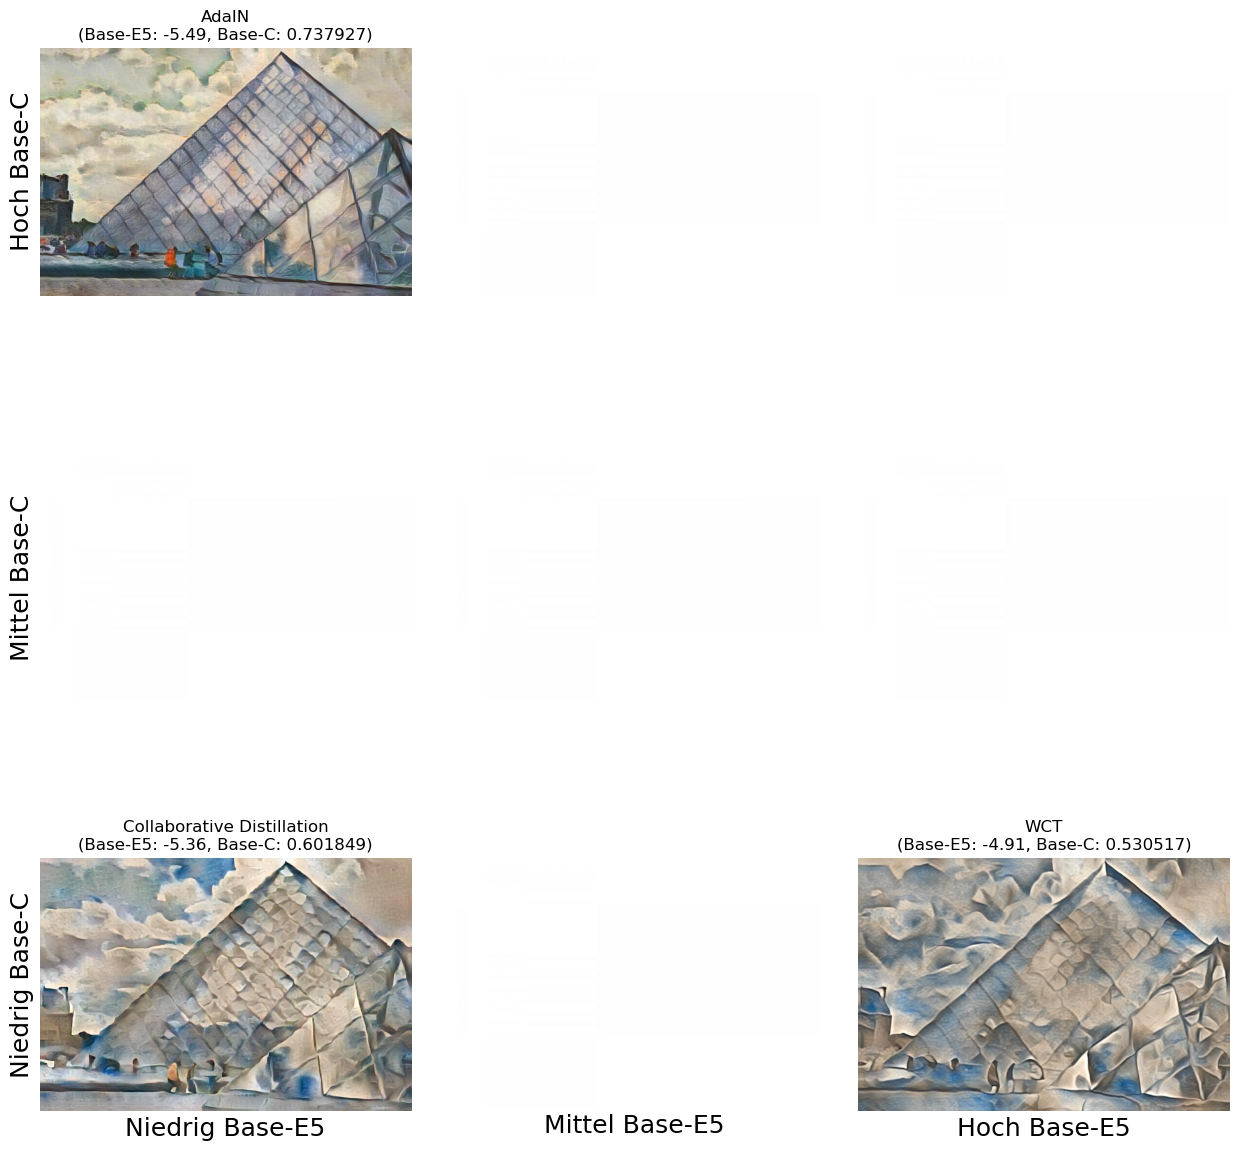 AdaIN
(Base-E5: -5.49, Base-C: 0.737927)
Hoch Base-C
Mittel Base-C
Collaborative Distillation
(Base-E5: -5.36, Base-C: 0.601849)
WCT
(Base-E5: -4.91, Base-C: 0.530517)
Niedrig Base-C
Niedrig Base-E5
Mittel Base-E5
Hoch Base-E5